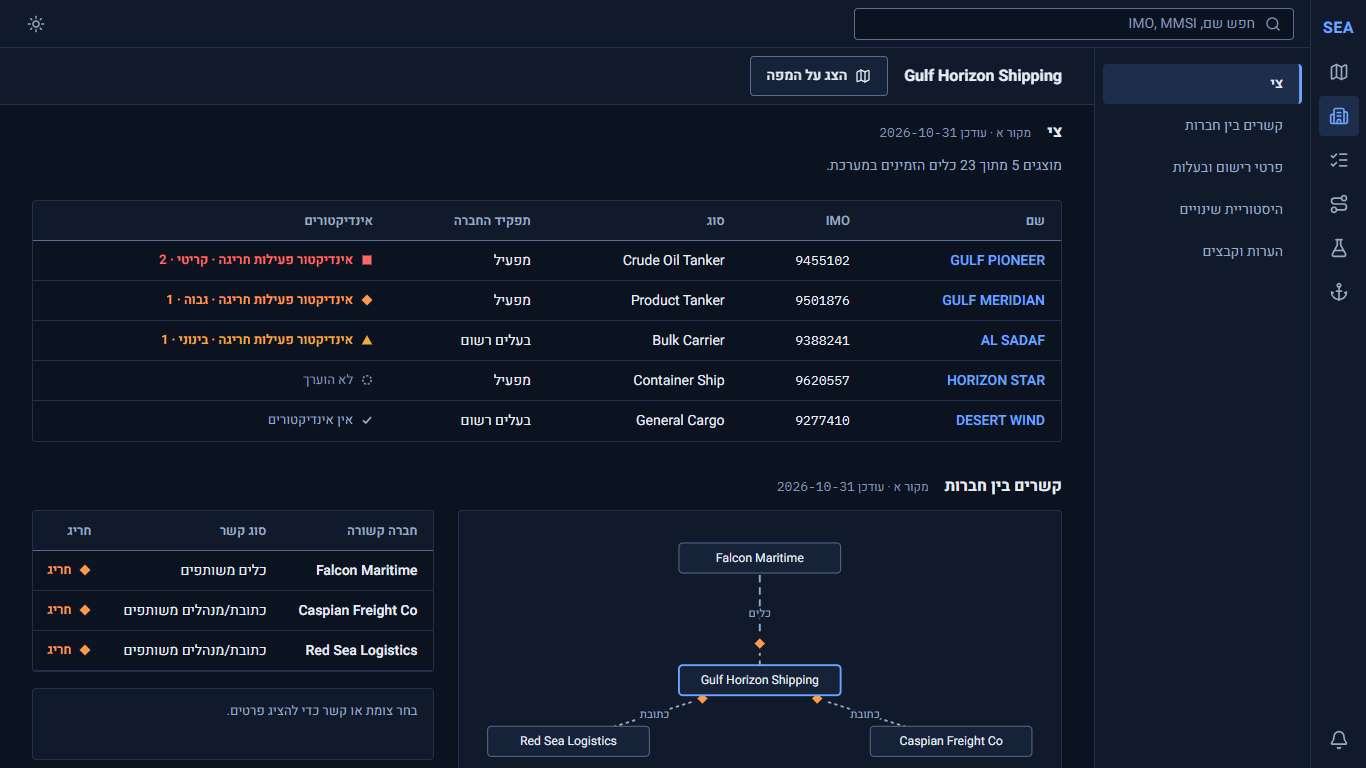 SEA
חפש שם, IMO, MMSI
צי
קשרים בין חברות
פרטי רישום ובעלות
היסטוריית שינויים
הערות וקבצים
Gulf Horizon Shipping
הצג על המפה
צי
מקור א · עודכן 2026-10-31
מוצגים 5 מתוך 23 כלים הזמינים במערכת.
שם IMO סוג תפקיד החברה אינדיקטורים
GULF PIONEER 9455102 Crude Oil Tanker מפעיל אינדיקטור פעילות חריגה · קריטי · 2
GULF MERIDIAN 9501876 Product Tanker מפעיל אינדיקטור פעילות חריגה · גבוה · 1
AL SADAF 9388241 Bulk Carrier בעלים רשום אינדיקטור פעילות חריגה · בינוני · 1
HORIZON STAR 9620557 Container Ship מפעיל לא הוערך
DESERT WIND 9277410 General Cargo בעלים רשום אין אינדיקטורים
קשרים בין חברות
מקור א · עודכן 2026-10-31
Falcon Maritime
כלים
Gulf Horizon Shipping
כתובת
כתובת
Caspian Freight Co
Red Sea Logistics
חברה קשורה סוג קשר חריג
Falcon Maritime כלים משותפים חריג
Caspian Freight Co כתובת/מנהלים משותפים חריג
Red Sea Logistics כתובת/מנהלים משותפים חריג
בחר צומת או קשר כדי להציג פרטים.